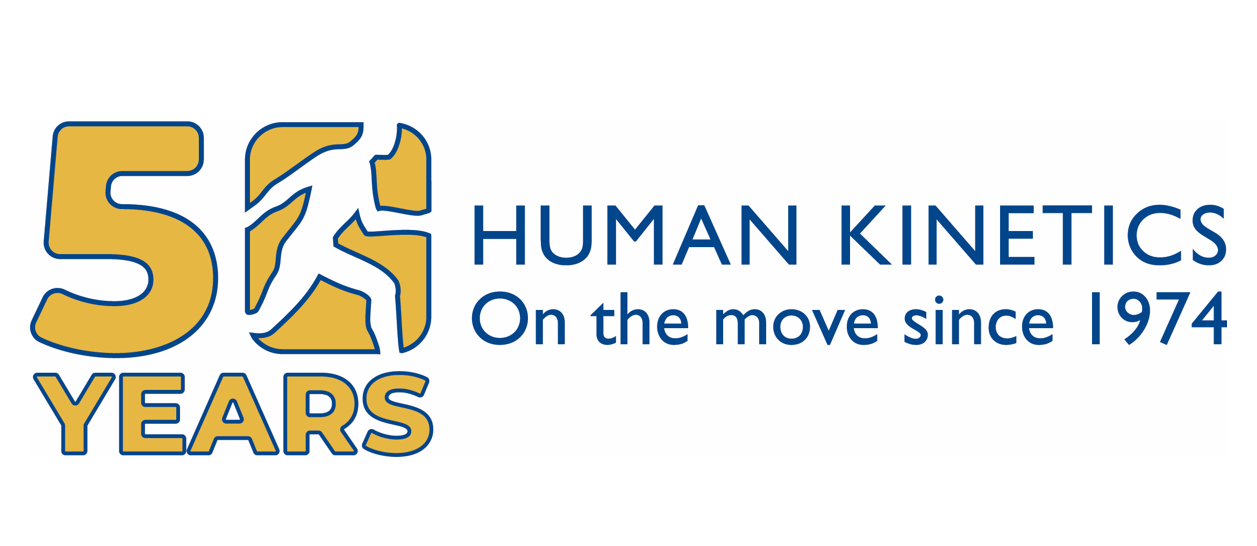 50
YEARS
HUMAN KINETICS
On the move since 1974